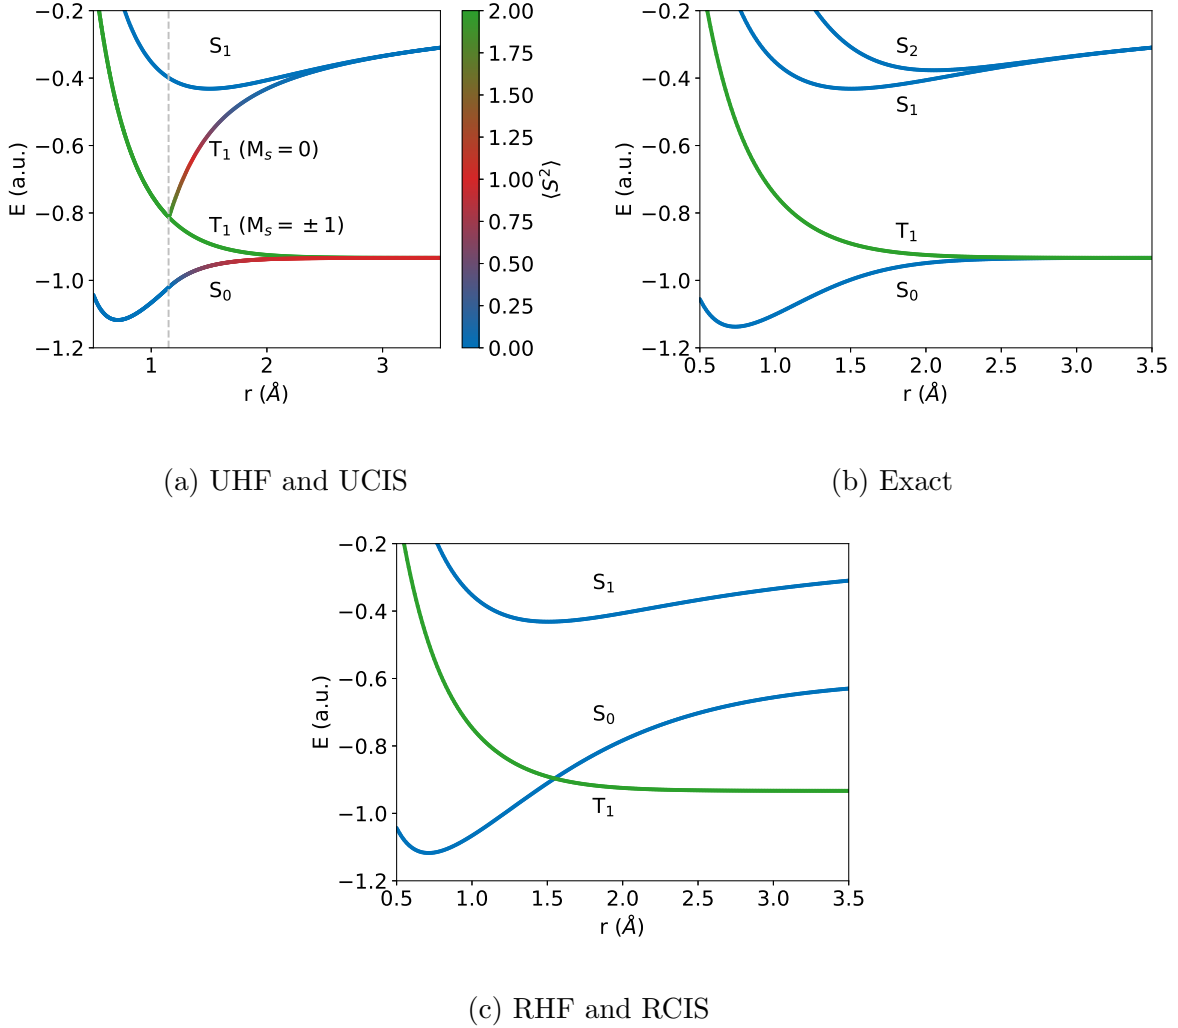 −0.2
−0.4
−0.6
−0.8
−1.0
−1.2
E (a.u.)
1
2
3
r (Å)
S₁
T₁ (Mₛ = 0)
T₁ (Mₛ = ±1)
S₀
2.00
1.75
1.50
1.25
1.00
0.75
0.50
0.25
0.00
⟨S²⟩
(a) UHF and UCIS
−0.2
−0.4
−0.6
−0.8
−1.0
−1.2
E (a.u.)
0.5 1.0 1.5 2.0 2.5 3.0 3.5
r (Å)
S₂
S₁
T₁
S₀
(b) Exact
−0.2
−0.4
−0.6
−0.8
−1.0
−1.2
E (a.u.)
0.5 1.0 1.5 2.0 2.5 3.0 3.5
r (Å)
S₁
S₀
T₁
(c) RHF and RCIS